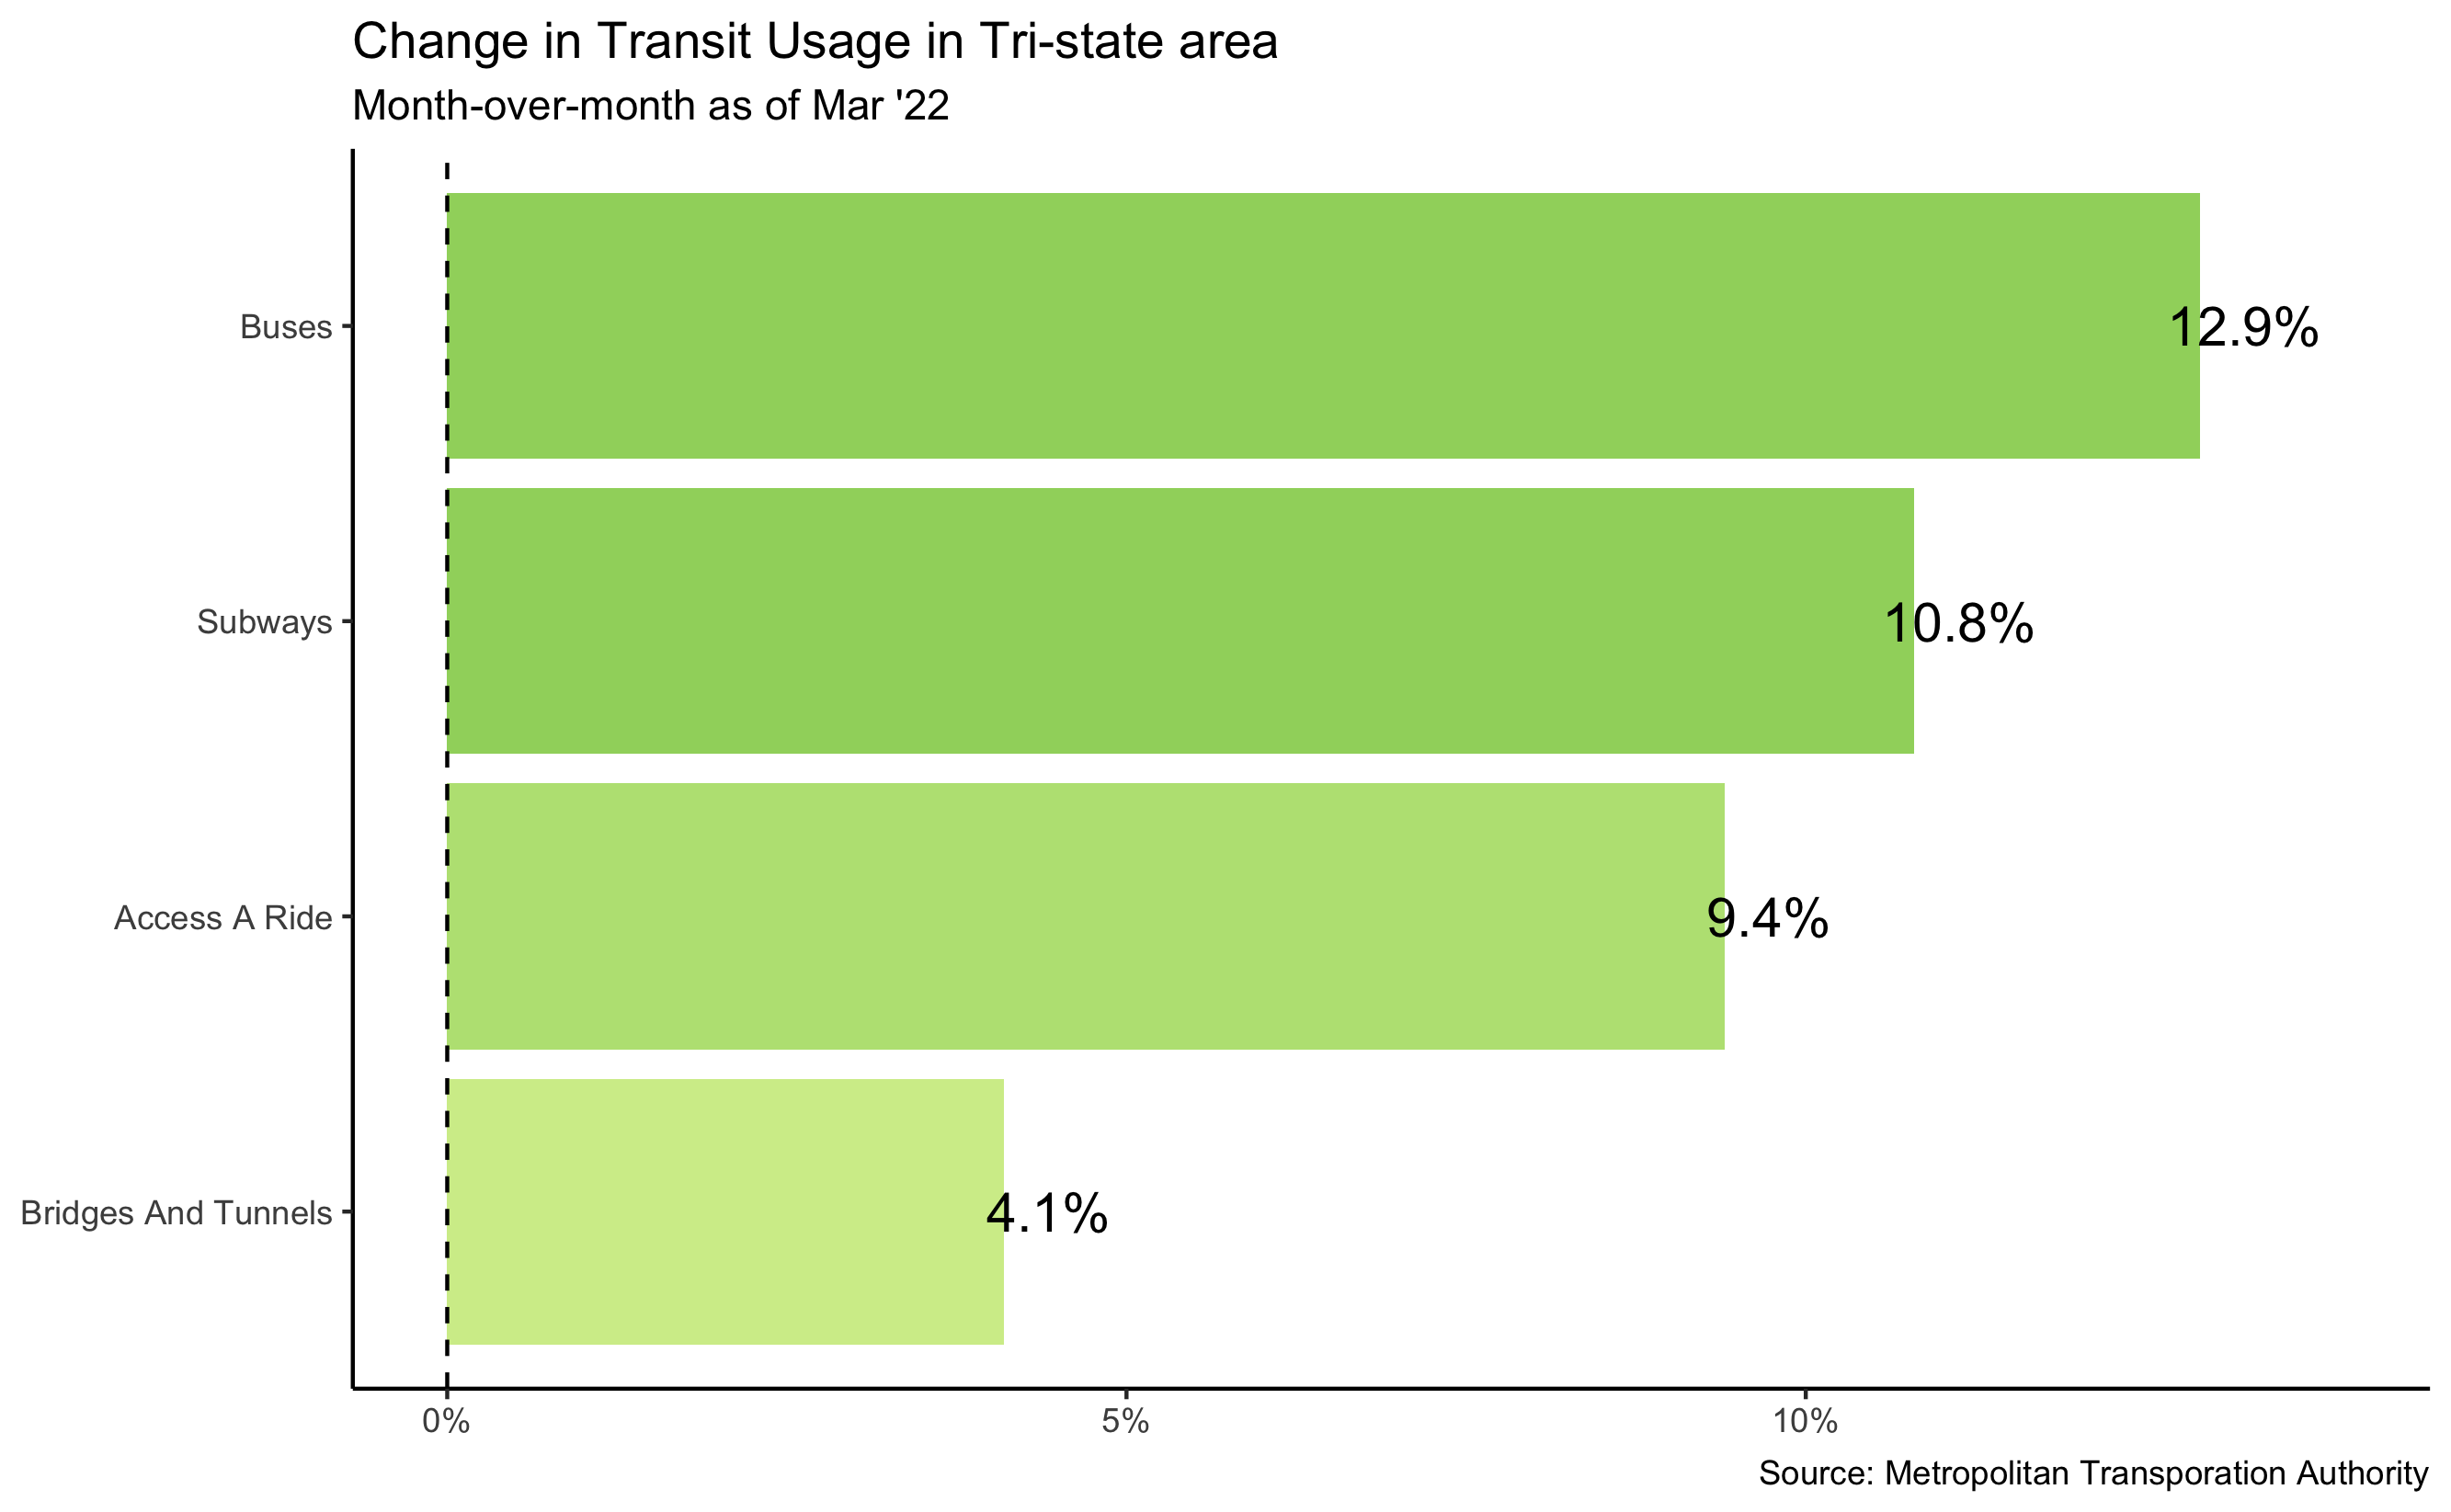 Change in Transit Usage in Tri-state area
Month-over-month as of Mar '22
Buses
12.9%
Subways
10.8%
Access A Ride
9.4%
Bridges And Tunnels
4.1%
0% 5% 10%
Source: Metropolitan Transporation Authority